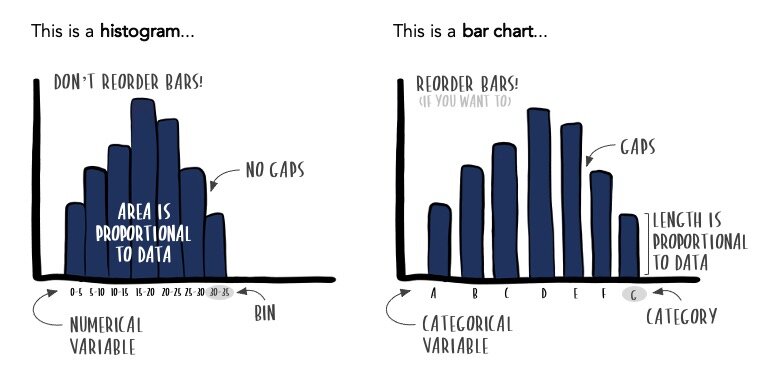 This is a histogram...
DON'T REORDER BARS!
NO GAPS
AREA IS
PROPORTIONAL
TO DATA
0-5 5-10 10-15 15-20 20-25 25-30 30-35
NUMERICAL
VARIABLE
BIN
This is a bar chart...
REORDER BARS!
(IF YOU WANT TO)
GAPS
LENGTH IS
PROPORTIONAL
TO DATA
A B C D E F G
CATEGORICAL
VARIABLE
CATEGORY